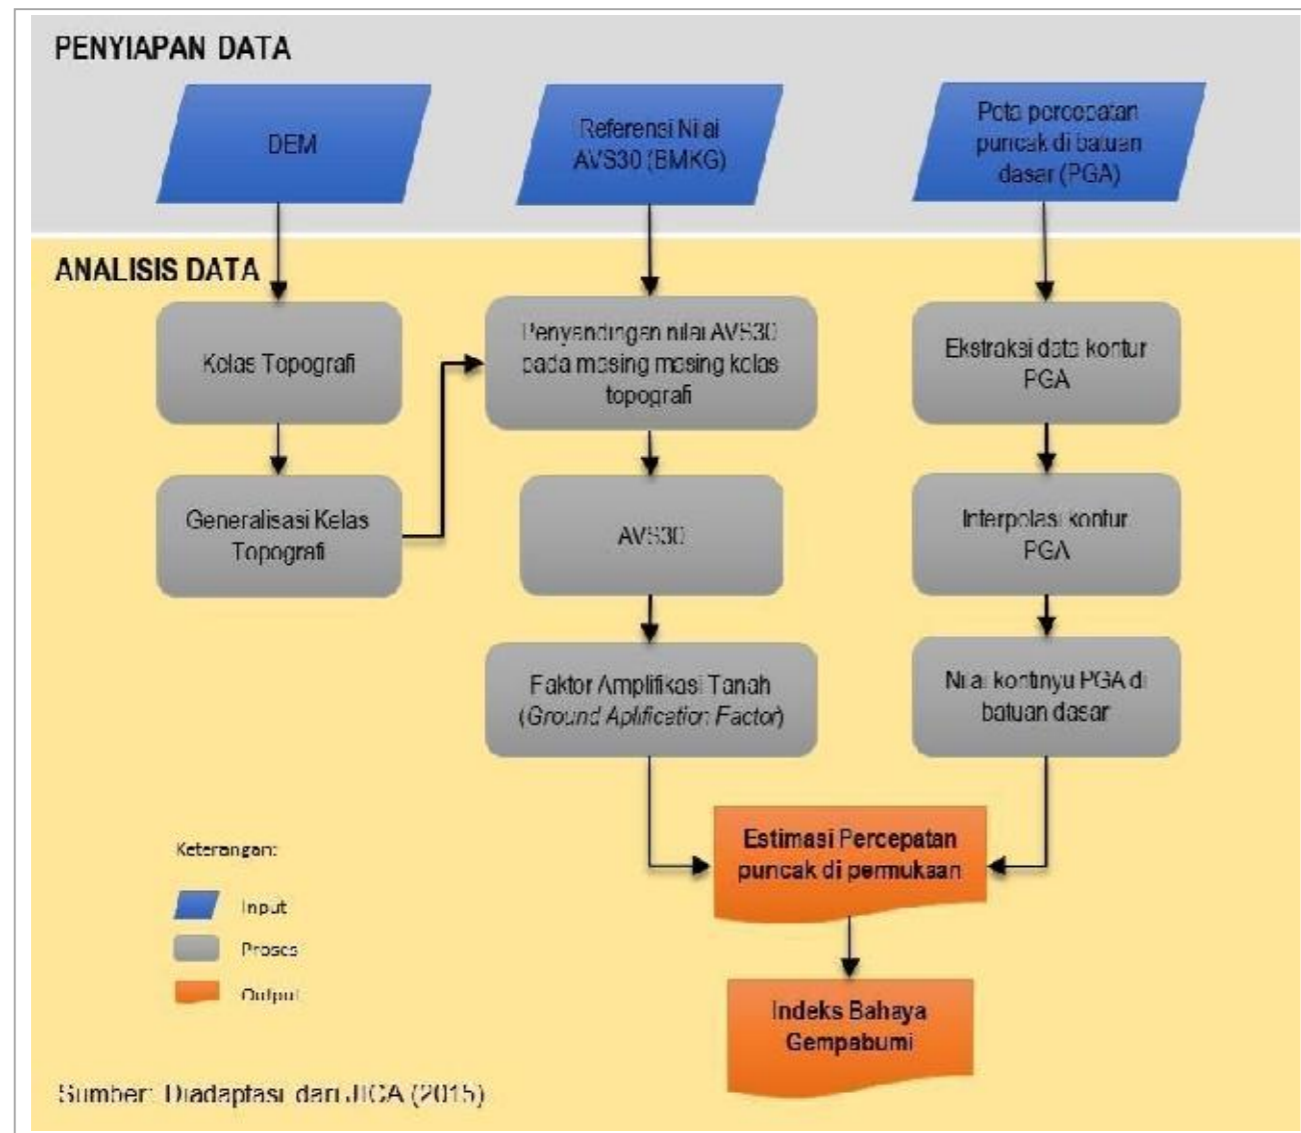 PENYIAPAN DATA
DEM
Referensi Nilai
AVS30 (BMKG)
Peta percepatan
puncak di batuan
dasar (PGA)
ANALISIS DATA
Kelas Topografi
Generalisasi Kelas
Topografi
Penyandingan nilai AVS30
pada masing masing kelas
topografi
AVS30
Faktor Amplifikasi Tanah
(Ground Aplification Factor)
Ekstraksi data kontur
PGA
Interpolasi kontur
PGA
Nilai kontinyu PGA di
batuan dasar
Estimasi Percepatan
puncak di permukaan
Indeks Bahaya
Gempabumi
Keterangan:
Input
Proses
Output
Sumber: Diadaptasi dari JICA (2015)